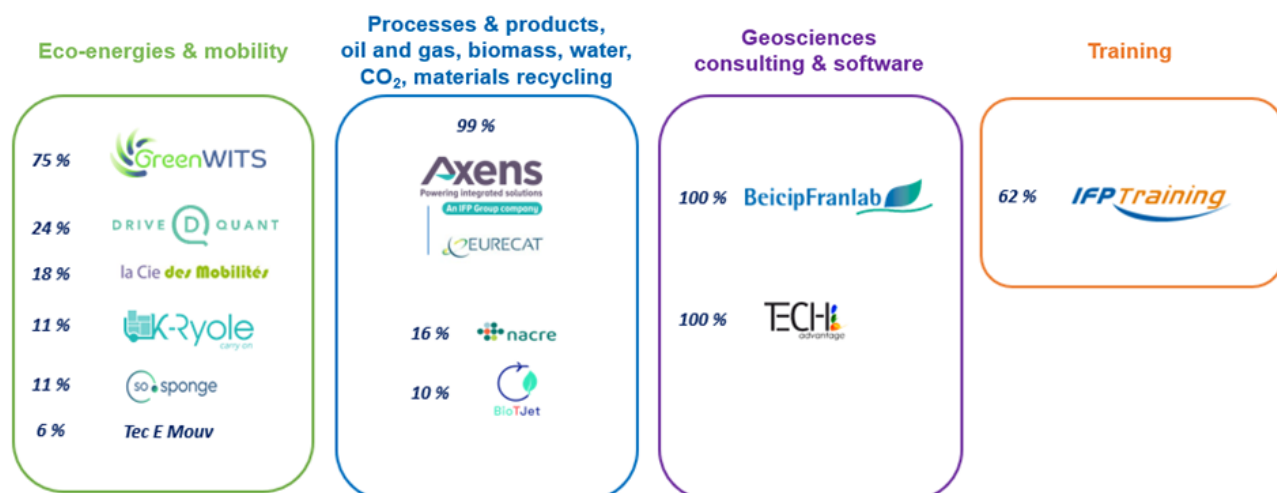 Eco-energies & mobility
75 %
GreenWITS
24 %
DRIVE D QUANT
18 %
la Cie des Mobilités
11 %
K-Ryole
carry on
11 %
so sponge
6 %
Tec E Mouv
Processes & products,
oil and gas, biomass, water,
CO₂, materials recycling
99 %
Axens
Powering integrated solutions
An IFP Group company
EURECAT
16 %
nacre
10 %
BioTJet
Geosciences
consulting & software
100 %
BeicipFranlab
100 %
TECH
advantage
Training
62 %
IFPTraining